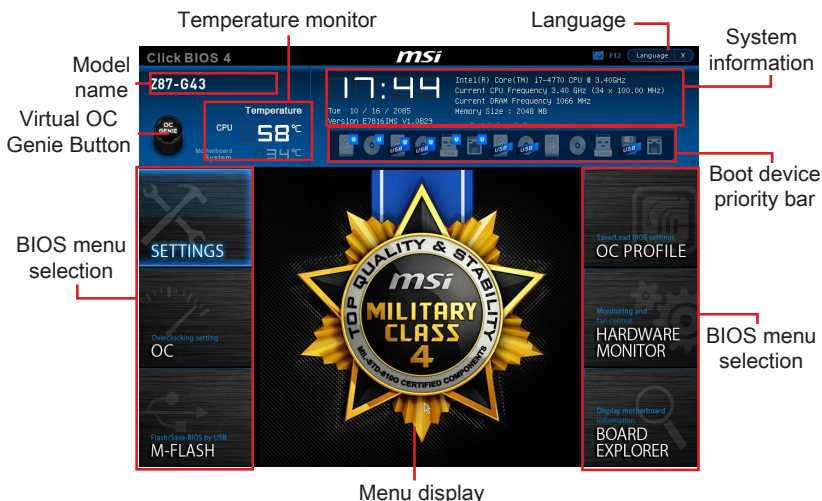 Temperature monitor
Language
System information
Model name
Virtual OC Genie Button
Boot device priority bar
BIOS menu selection
BIOS menu selection
Menu display
Click BIOS 4
msi
F12
Language
X
Z87-G43
OC GENIE
Temperature
CPU 58°C
Motherboard
System 34°C
17:44
Tue 10 / 16 / 2085
Version E7816IMS V1.0B29
Intel(R) Core(TM) i7-4770 CPU @ 3.40GHz
Current CPU Frequency 3.40 GHz (34 x 100.00 MHz)
Current DRAM Frequency 1066 MHz
Memory Size : 2048 MB
U
U
USB U
USB U
U
U
USB
USB
USB
SETTINGS
Overclocking setting
OC
Flash/Save BIOS by USB
M-FLASH
TOP QUALITY & STABILITY
msi
MILITARY
CLASS
4
MIL-STD-810G CERTIFIED COMPONENTS
Save/Load BIOS settings
OC PROFILE
Monitoring and
fan control
HARDWARE
MONITOR
Display motherboard
information
BOARD
EXPLORER